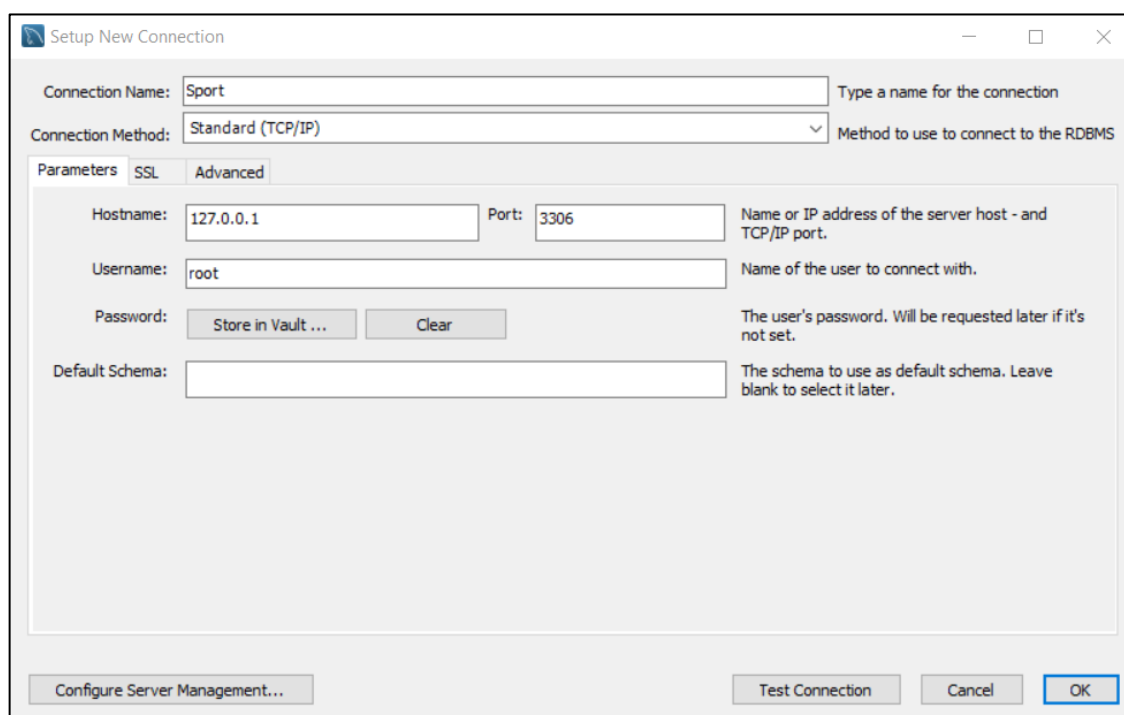 Setup New Connection
Connection Name: Sport Type a name for the connection
Connection Method: Standard (TCP/IP) Method to use to connect to the RDBMS
Parameters SSL Advanced
Hostname: 127.0.0.1 Port: 3306 Name or IP address of the server host - and
TCP/IP port.
Username: root Name of the user to connect with.
Password: Store in Vault ... Clear The user's password. Will be requested later if it's
not set.
Default Schema: The schema to use as default schema. Leave
blank to select it later.
Configure Server Management... Test Connection Cancel OK